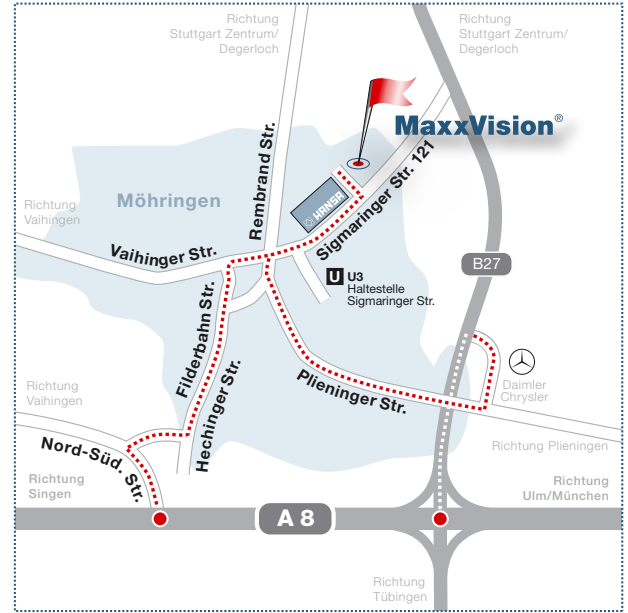 Richtung
Stuttgart Zentrum/
Degerloch
Richtung
Stuttgart Zentrum/
Degerloch
MaxxVision®
Rembrand Str.
Sigmaringer Str. 121
HANSA
Richtung
Vaihingen
Möhringen
Vaihinger Str.
U
U3
Haltestelle
Sigmaringer Str.
B27
Filderbahn Str.
Hechinger Str.
Plieninger Str.
Daimler
Chrysler
Richtung
Vaihingen
Nord-Süd. Str.
Richtung Plieningen
Richtung
Singen
Richtung
Ulm/München
A 8
Richtung
Tübingen